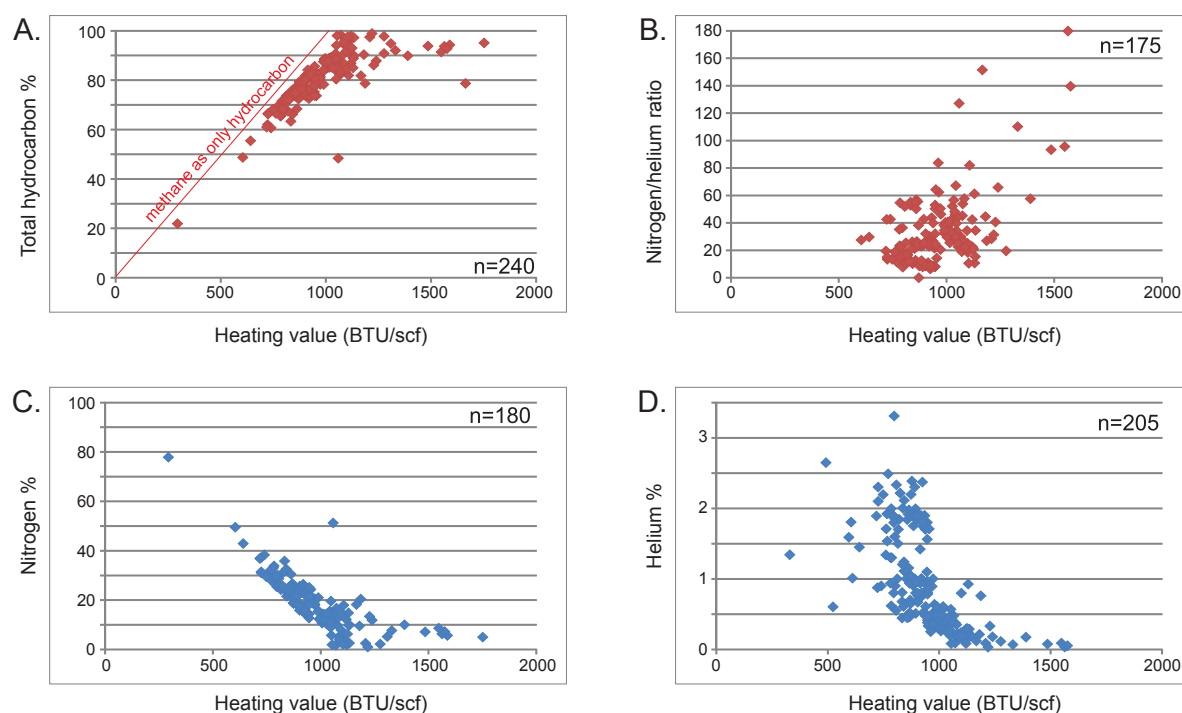 A.
100
80
60
40
20
0
Total hydrocarbon %
methane as only hydrocarbon
n=240
0 500 1000 1500 2000
Heating value (BTU/scf)
B.
180
160
140
120
100
80
60
40
20
0
Nitrogen/helium ratio
n=175
0 500 1000 1500 2000
Heating value (BTU/scf)
C.
100
80
60
40
20
0
Nitrogen %
n=180
0 500 1000 1500 2000
Heating value (BTU/scf)
D.
3
2
1
0
Helium %
n=205
0 500 1000 1500 2000
Heating value (BTU/scf)